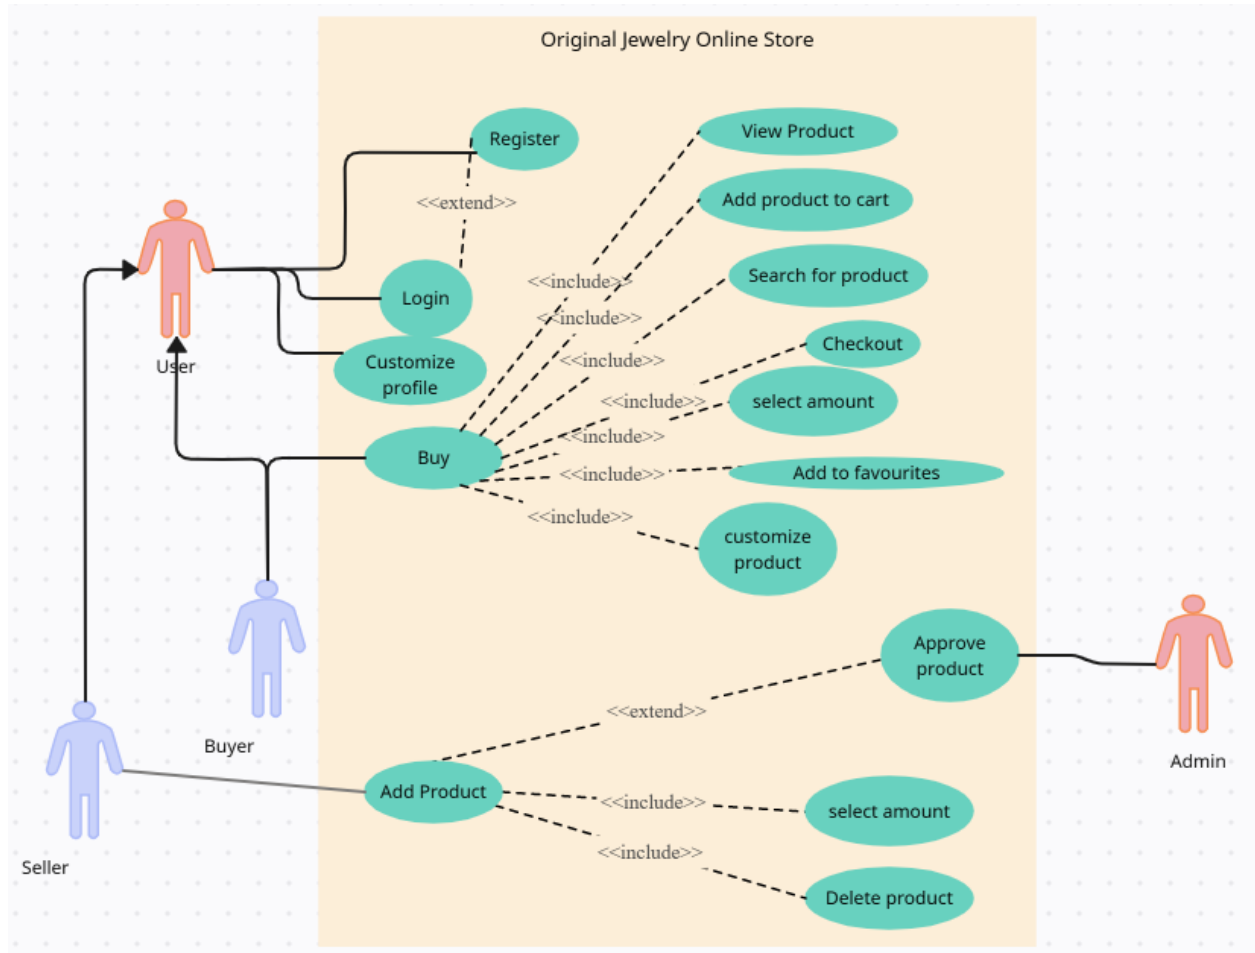 Original Jewelry Online Store
Register
View Product
<<extend>>
Add product to cart
Search for product
<<include>>
<<include>>
Login
Checkout
User
Customize
profile
<<include>>
<<include>>
select amount
<<include>>
Buy
<<include>>
Add to favourites
<<include>>
customize
product
Approve
product
<<extend>>
Buyer
Admin
Add Product
<<include>>
select amount
<<include>>
Seller
Delete product